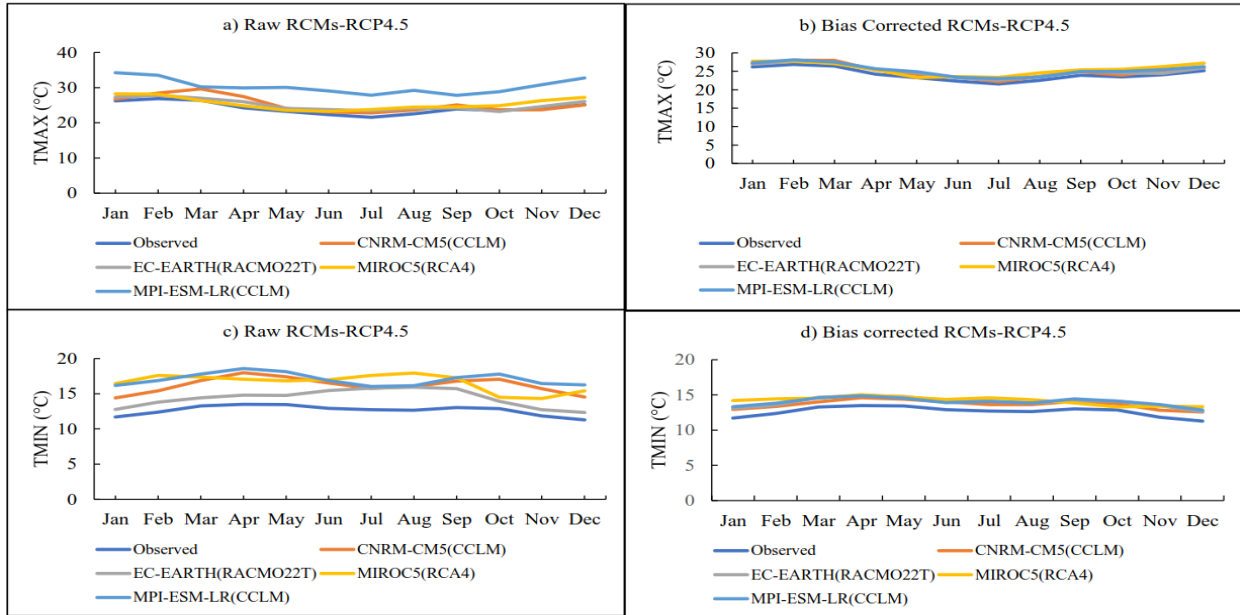 a) Raw RCMs-RCP4.5
TMAX (°C)
40
30
20
10
0
Jan Feb Mar Apr May Jun Jul Aug Sep Oct Nov Dec
Observed CNRM-CM5(CCLM)
EC-EARTH(RACMO22T) MIROC5(RCA4)
MPI-ESM-LR(CCLM)
b) Bias Corrected RCMs-RCP4.5
TMAX (°C)
30
25
20
15
10
5
0
Jan Feb Mar Apr May Jun Jul Aug Sep Oct Nov Dec
Observed CNRM-CM5(CCLM)
EC-EARTH(RACMO22T) MIROC5(RCA4)
MPI-ESM-LR(CCLM)
c) Raw RCMs-RCP4.5
TMIN (°C)
20
15
10
5
0
Jan Feb Mar Apr May Jun Jul Aug Sep Oct Nov Dec
Observed CNRM-CM5(CCLM)
EC-EARTH(RACMO22T) MIROC5(RCA4)
MPI-ESM-LR(CCLM)
d) Bias corrected RCMs-RCP4.5
TMIN (°C)
20
15
10
5
0
Jan Feb Mar Apr May Jun Jul Aug Sep Oct Nov Dec
Observed CNRM-CM5(CCLM)
EC-EARTH(RACMO22T) MIROC5(RCA4)
MPI-ESM-LR(CCLM)